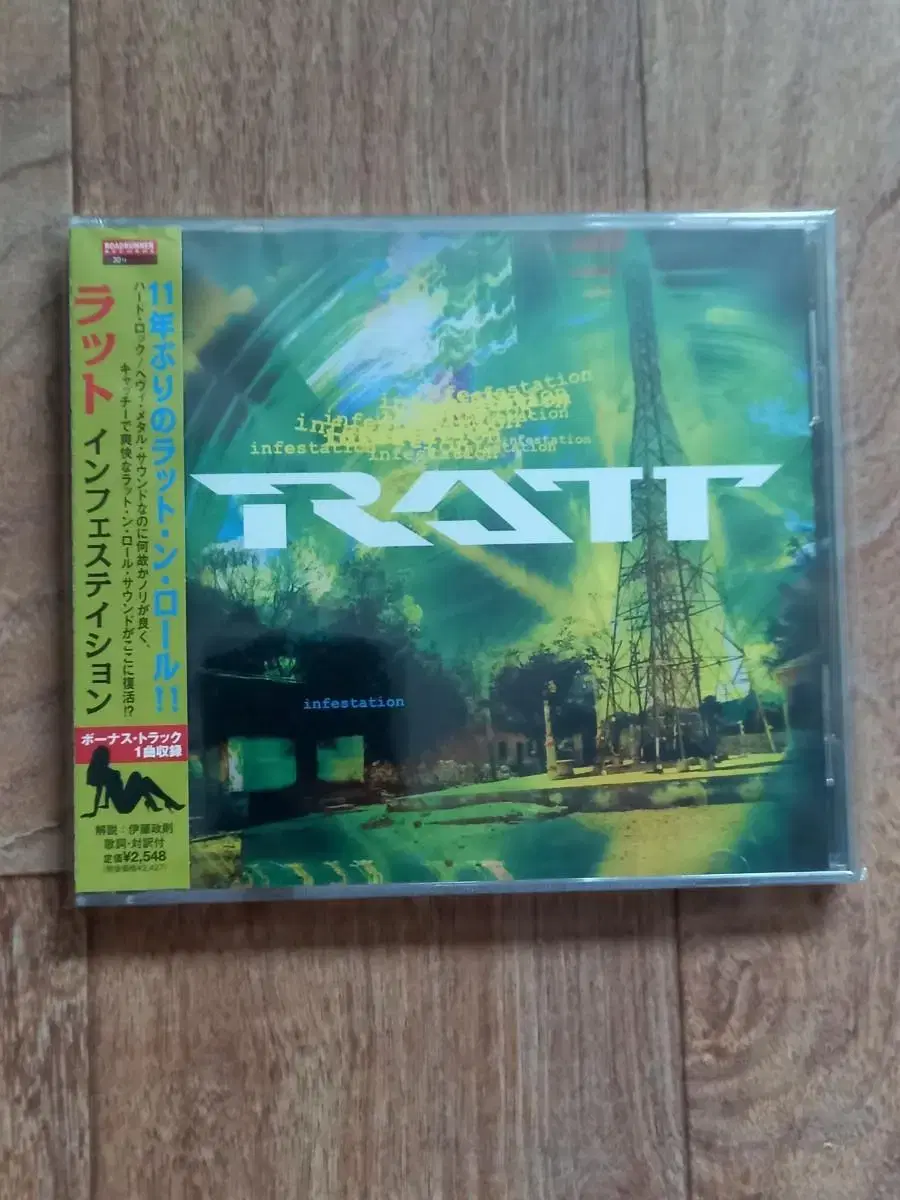 ROADRUNNER
RECORDS
ラット インフェステイション
11年ぶりのラット・ン・ロール!!
ハード・ロック/ヘヴィ・メタル・サウンドなのに何故かノリが良く、
キャッチーで爽快なラット・ン・ロール・サウンドがここに復活!?
ボーナス・トラック
1曲収録
解説:伊藤政則
歌詞・対訳付
定価¥2,548
infestation
infestation
infestation
infestation
infestation
RATT
infestation